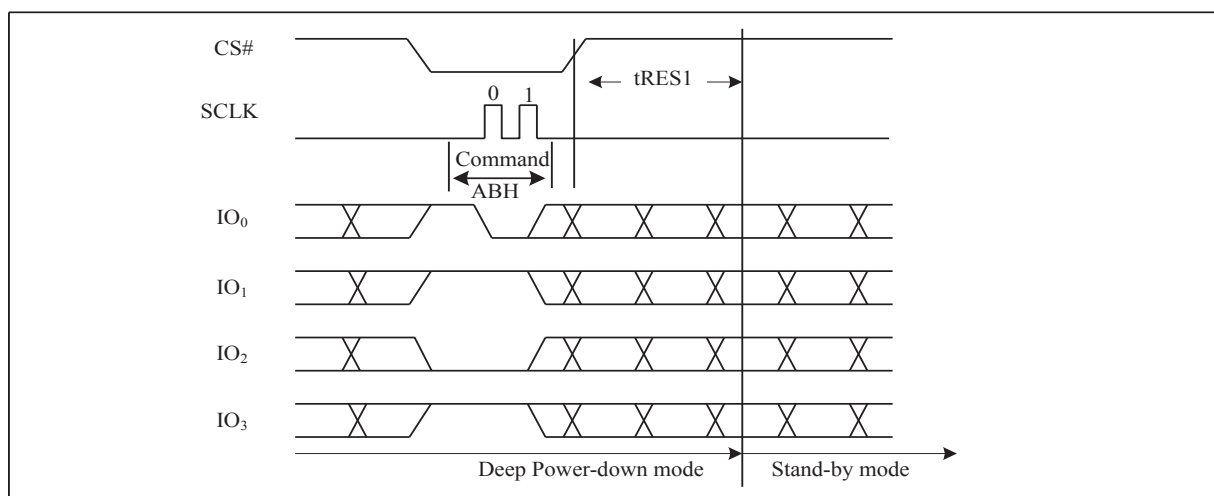 CS#
tRES1
SCLK
0 1
Command
ABH
IO0
IO1
IO2
IO3
Deep Power-down mode
Stand-by mode